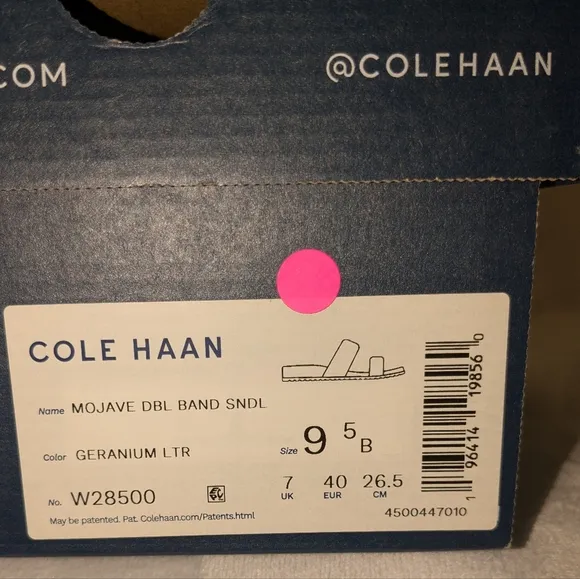 COM
@COLEHAAN
COLE HAAN
Name MOJAVE DBL BAND SNDL
Color GERANIUM LTR
Size 9 5 B
7 40 26.5
UK EUR CM
No. W28500
May be patented. Pat. Colehaan.com/Patents.html
1 96414 19856 0
4500447010